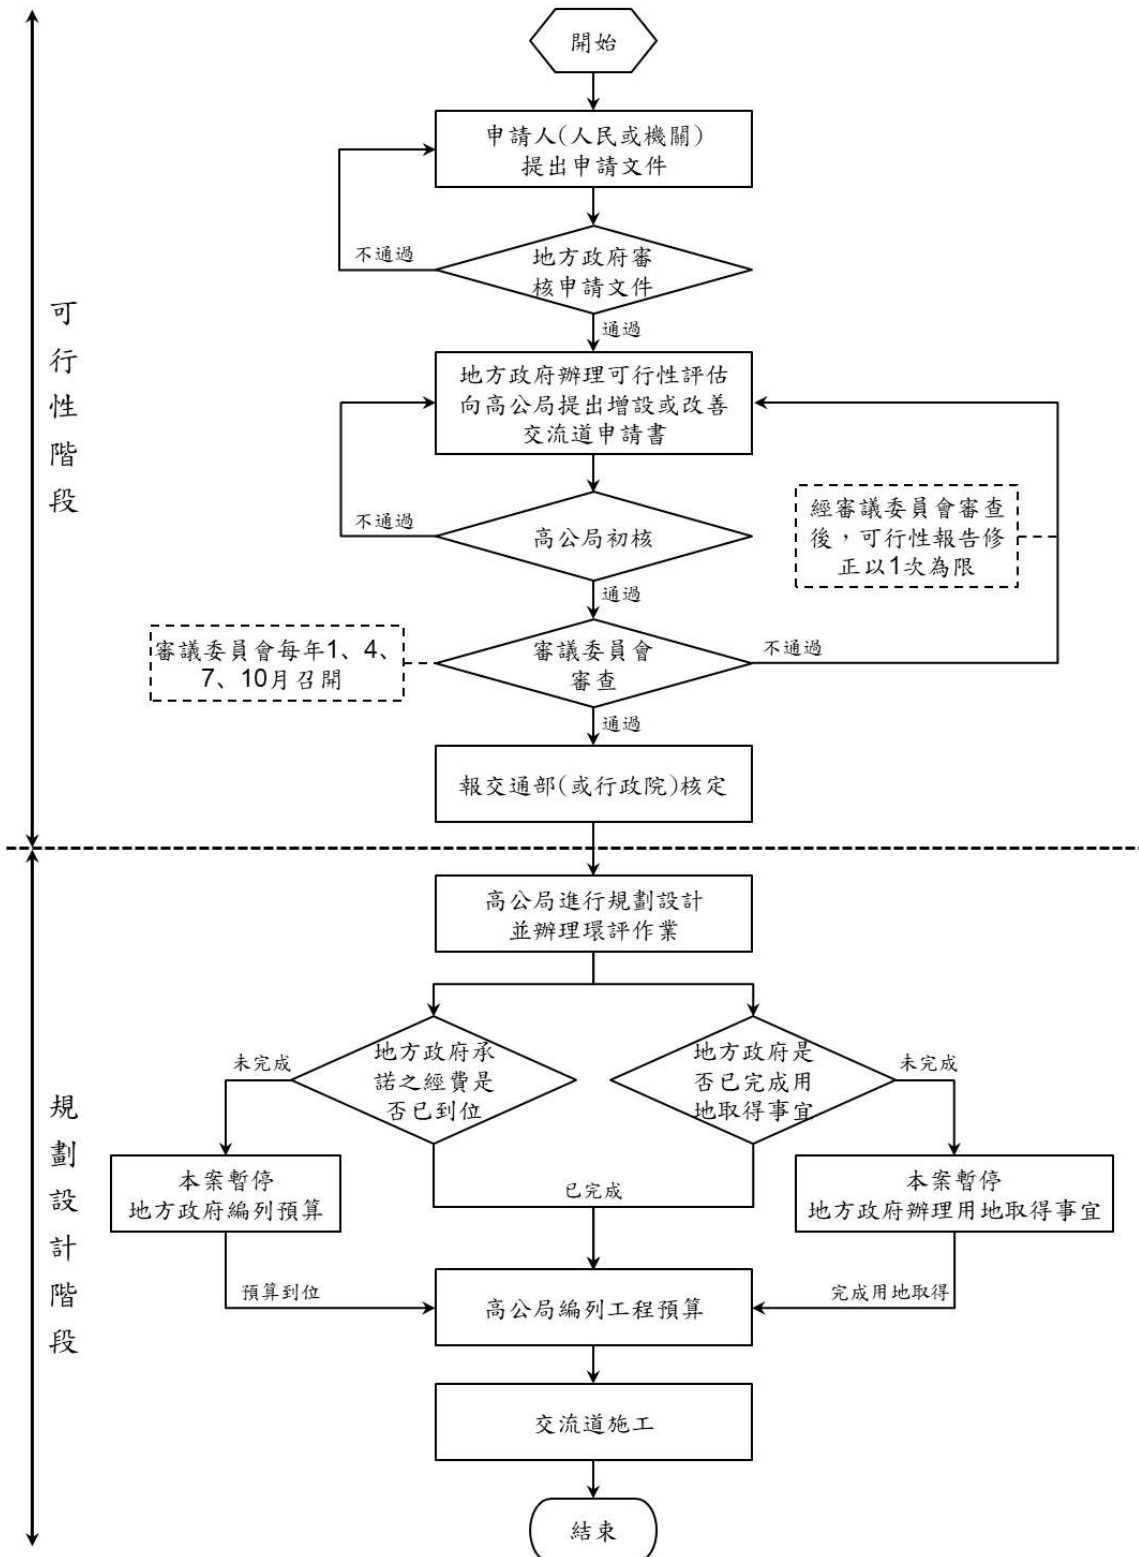 開始
申請人(人民或機關)
提出申請文件
不通過
地方政府審
核申請文件
通過
可行性階段
地方政府辦理可行性評估
向高公局提出增設或改善
交流道申請書
不通過
高公局初核
經審議委員會審查
後，可行性報告修
正以1次為限
通過
審議委員會每年1、4、
7、10月召開
審議委員會
審查
不通過
通過
報交通部(或行政院)核定
高公局進行規劃設計
並辦理環評作業
規劃設計階段
未完成
地方政府承
諾之經費是
否已到位
地方政府是
否已完成用
地取得事宜
未完成
本案暫停
地方政府編列預算
已完成
本案暫停
地方政府辦理用地取得事宜
預算到位
高公局編列工程預算
完成用地取得
交流道施工
結束